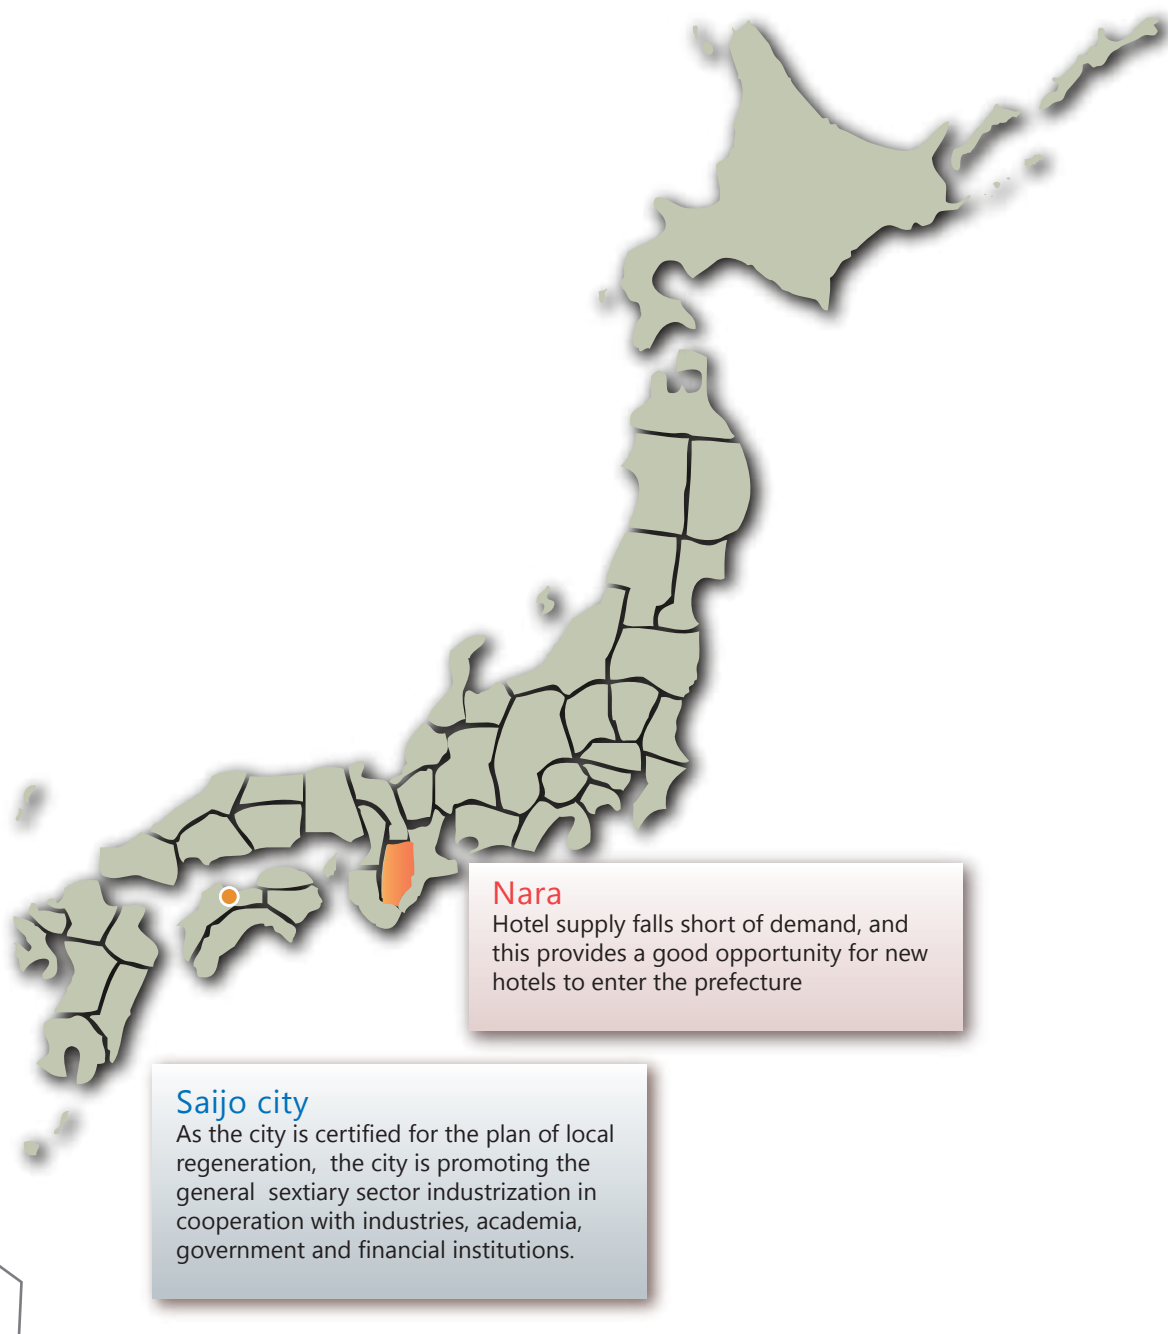 Nara
Hotel supply falls short of demand, and
this provides a good opportunity for new
hotels to enter the prefecture
Saijo city
As the city is certified for the plan of local
regeneration,  the city is promoting the
general  sextiary sector industrization in
cooperation with industries, academia,
government and financial institutions.